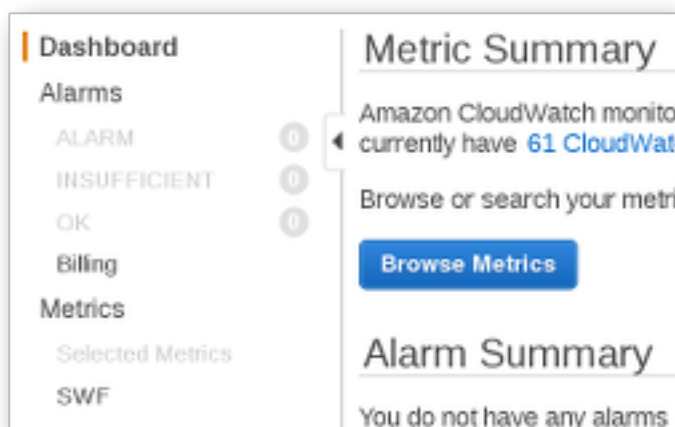 Dashboard
Alarms
ALARM 0
INSUFFICIENT 0
OK 0
Billing
Metrics
Selected Metrics
SWF
Metric Summary
Amazon CloudWatch monito
currently have 61 CloudWat
Browse or search your metri
Browse Metrics
Alarm Summary
You do not have any alarms